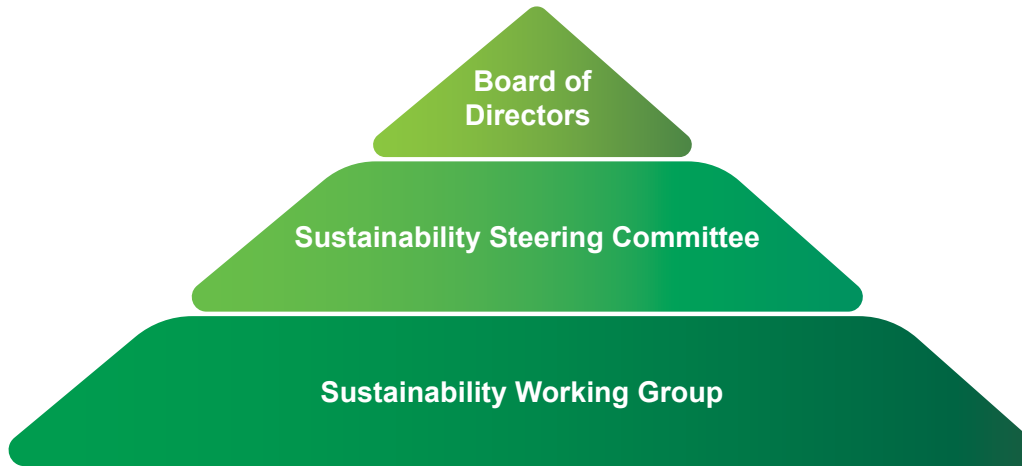 Board of
Directors
Sustainability Steering Committee
Sustainability Working Group